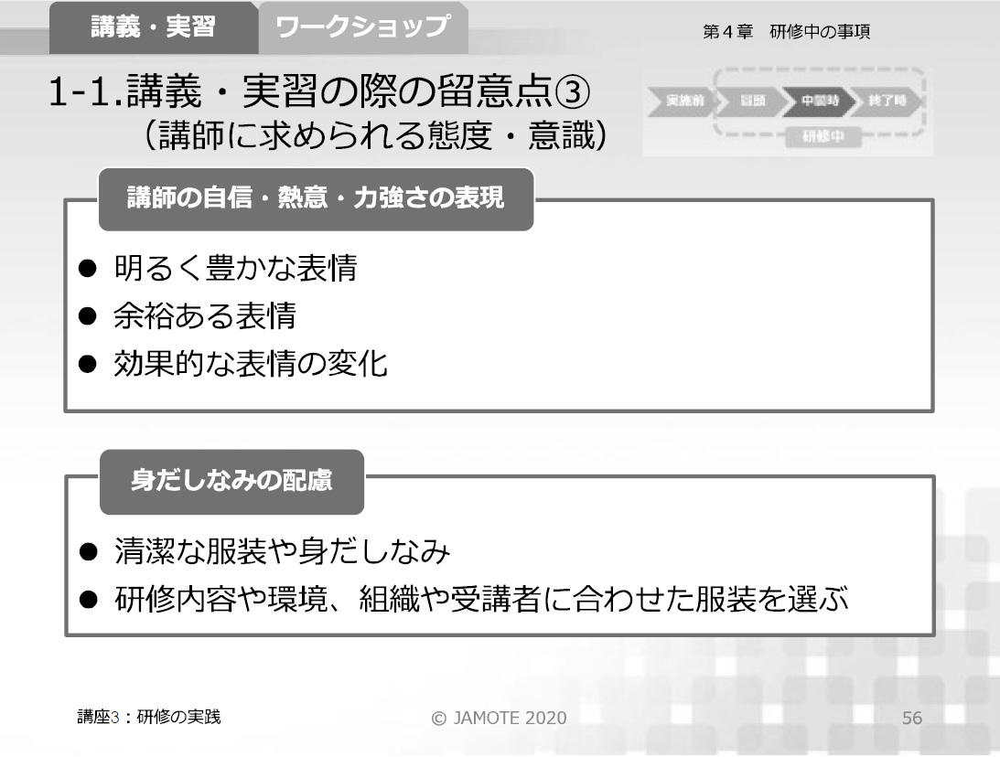 講義・実習
ワークショップ
第４章　研修中の事項
1-1.講義・実習の際の留意点③
（講師に求められる態度・意識）
実施前
冒頭
中盤時
終了時
研修中
講師の自信・熱意・力強さの表現
● 明るく豊かな表情
● 余裕ある表情
● 効果的な表情の変化
身だしなみの配慮
● 清潔な服装や身だしなみ
● 研修内容や環境、組織や受講者に合わせた服装を選ぶ
講座3：研修の実践
© JAMOTE 2020
56